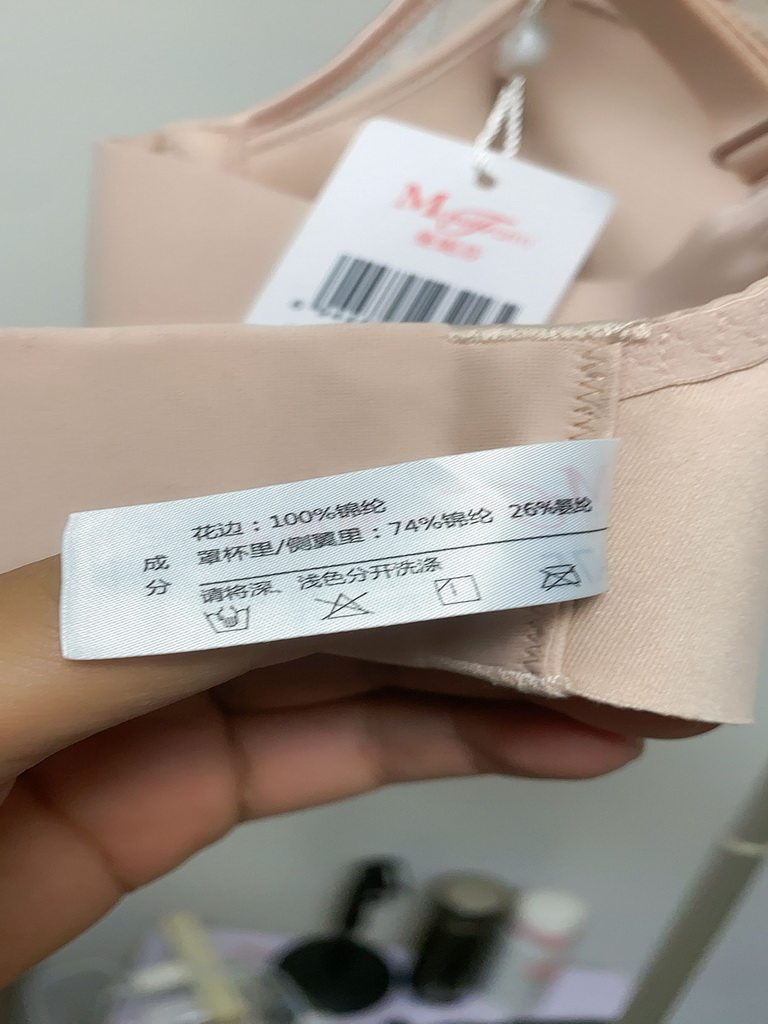 成分
花边：100%锦纶
罩杯里/侧翼里：74%锦纶 26%氨纶
请将深、浅色分开洗涤